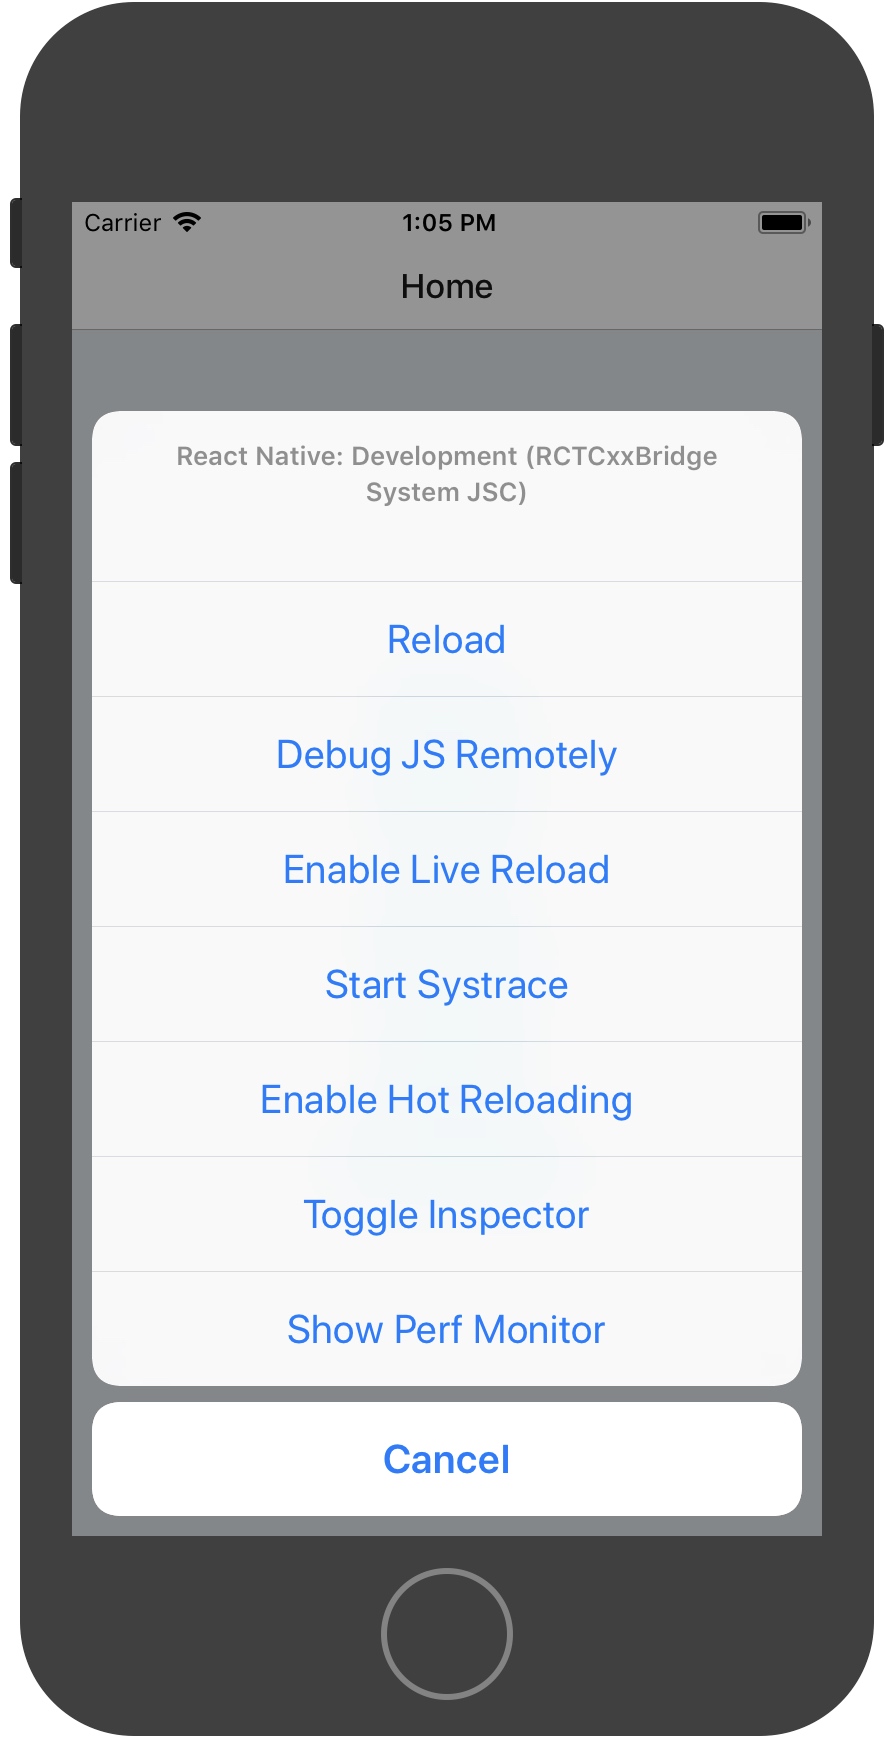 Carrier 1:05 PM
Home
React Native: Development (RCTCxxBridge
System JSC)
Reload
Debug JS Remotely
Enable Live Reload
Start Systrace
Enable Hot Reloading
Toggle Inspector
Show Perf Monitor
Cancel